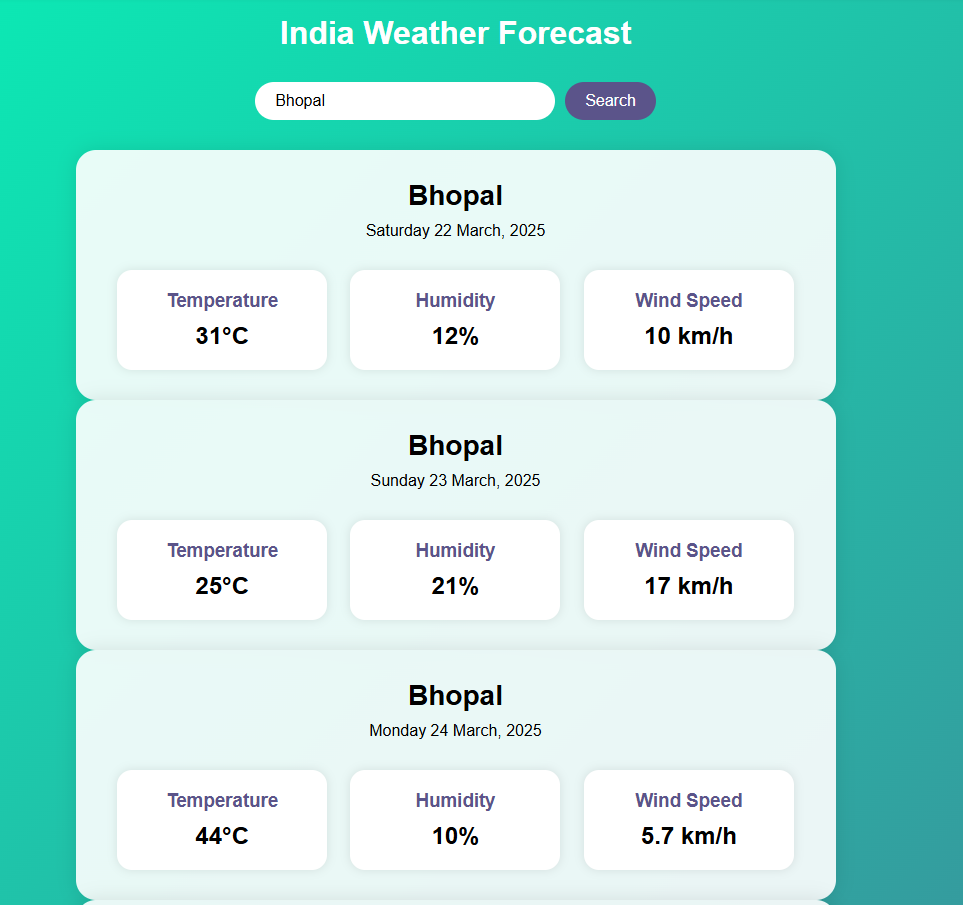 India Weather Forecast
Bhopal Search
Bhopal
Saturday 22 March, 2025
Temperature Humidity Wind Speed
31°C 12% 10 km/h
Bhopal
Sunday 23 March, 2025
Temperature Humidity Wind Speed
25°C 21% 17 km/h
Bhopal
Monday 24 March, 2025
Temperature Humidity Wind Speed
44°C 10% 5.7 km/h